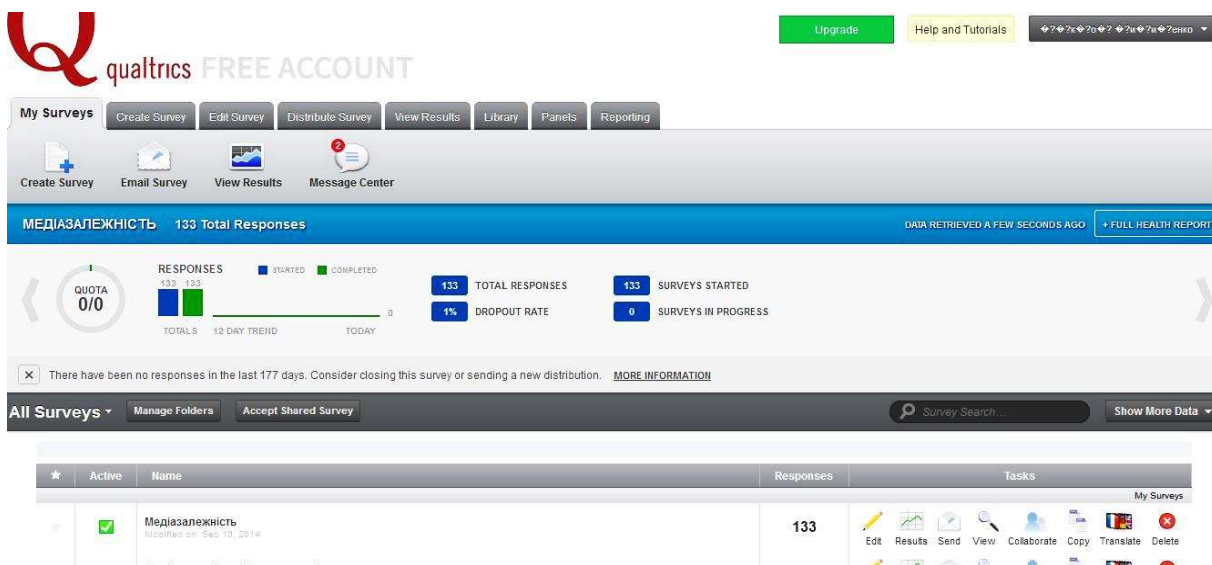 Upgrade
Help and Tutorials
qualtrics FREE ACCOUNT
My Surveys
Create Survey
Edit Survey
Distribute Survey
View Results
Library
Panels
Reporting
2
Create Survey
Email Survey
View Results
Message Center
МЕДІАЗАЛЕЖНІСТЬ 133 Total Responses
DATA RETRIEVED A FEW SECONDS AGO
+ FULL HEALTH REPORT
QUOTA
0/0
RESPONSES
STARTED
COMPLETED
133 133
0
TOTALS
12 DAY TREND
TODAY
133 TOTAL RESPONSES
133 SURVEYS STARTED
1% DROPOUT RATE
0 SURVEYS IN PROGRESS
There have been no responses in the last 177 days. Consider closing this survey or sending a new distribution. MORE INFORMATION
All Surveys
Manage Folders
Accept Shared Survey
Survey Search...
Show More Data
Active
Name
Responses
Tasks
My Surveys
Медіазалежність
Modified on Sep 10, 2014
133
Edit
Results
Send
View
Collaborate
Copy
Translate
Delete